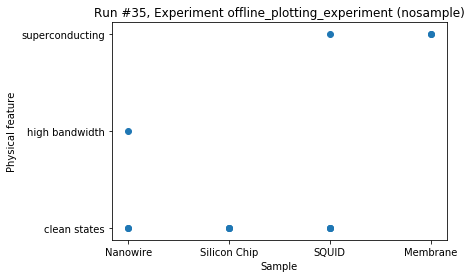 Run #35, Experiment offline_plotting_experiment (nosample)
superconducting
high bandwidth
clean states
Physical feature
Nanowire Silicon Chip SQUID Membrane
Sample